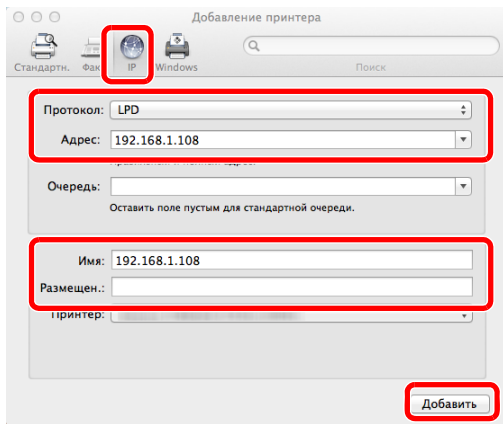 Добавление принтера
Стандартн. Факс IP Windows Поиск
Протокол: LPD
Адрес: 192.168.1.108
Очередь:
Оставить поле пустым для стандартной очереди.
Имя: 192.168.1.108
Размещен.:
Принтер:
Добавить